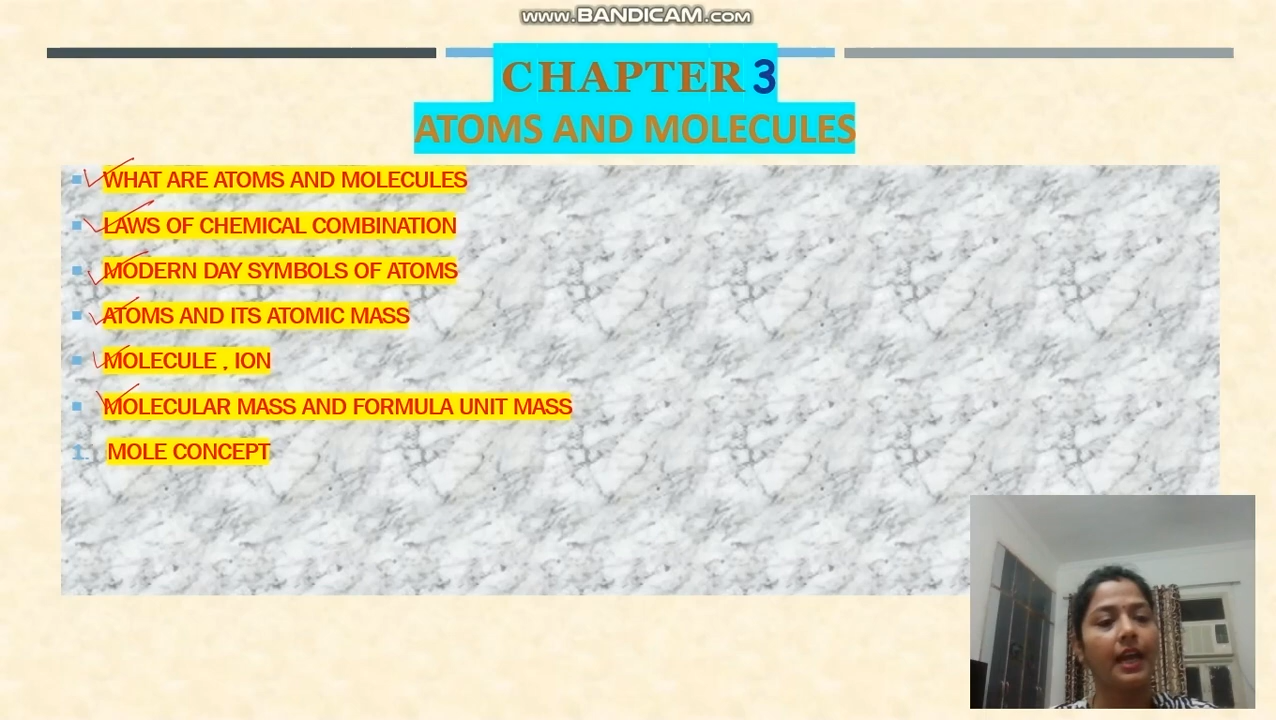 www.BANDICAM.com
CHAPTER 3
ATOMS AND MOLECULES
WHAT ARE ATOMS AND MOLECULES
LAWS OF CHEMICAL COMBINATION
MODERN DAY SYMBOLS OF ATOMS
ATOMS AND ITS ATOMIC MASS
MOLECULE , ION
MOLECULAR MASS AND FORMULA UNIT MASS
1. MOLE CONCEPT